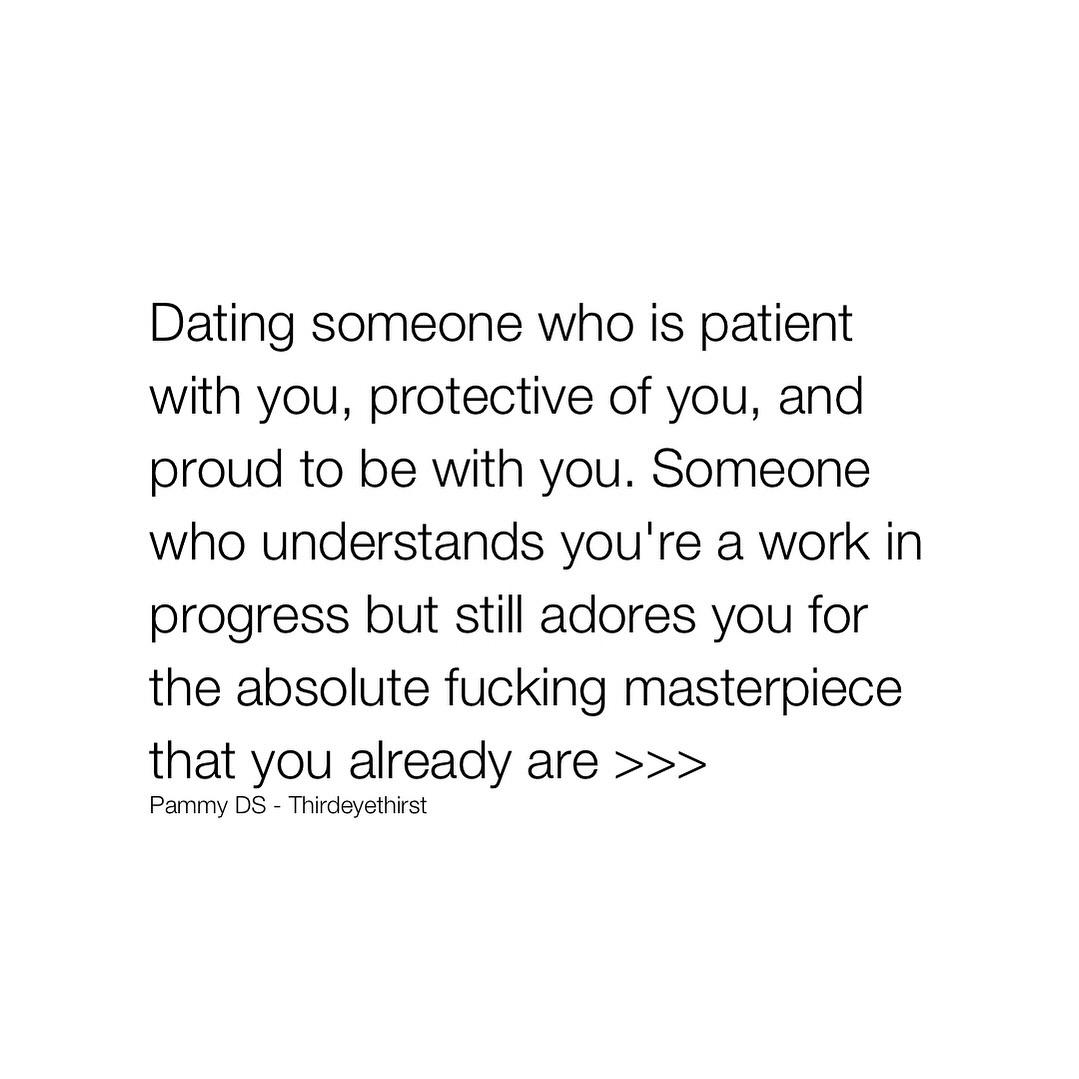 Dating someone who is patient
with you, protective of you, and
proud to be with you. Someone
who understands you're a work in
progress but still adores you for
the absolute fucking masterpiece
that you already are >>>
Pammy DS - Thirdeyethirst